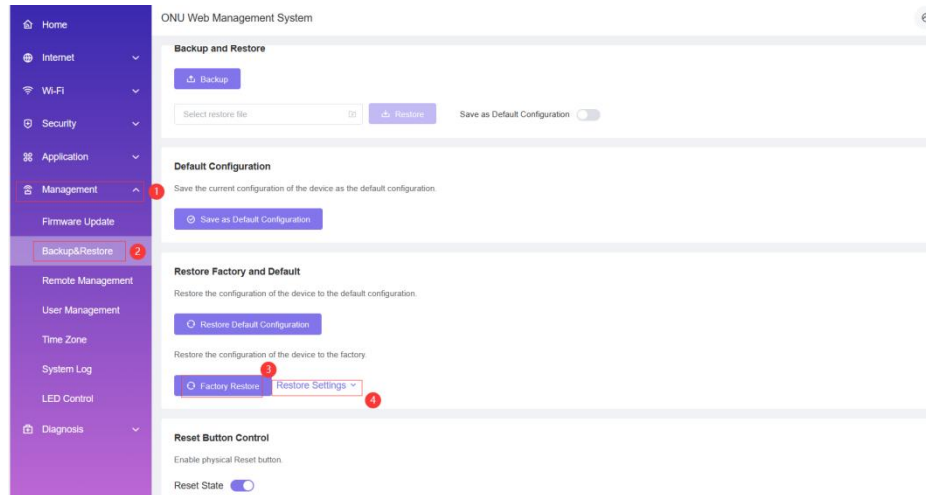 Home
ONU Web Management System
Internet
Wi-Fi
Security
Application
Management
1
Firmware Update
Backup&Restore
2
Remote Management
User Management
Time Zone
System Log
LED Control
Diagnosis
Backup and Restore
Backup
Select restore file
Restore
Save as Default Configuration
Default Configuration
Save the current configuration of the device as the default configuration.
Save as Default Configuration
Restore Factory and Default
Restore the configuration of the device to the default configuration.
Restore Default Configuration
Restore the configuration of the device to the factory.
3
Factory Restore
Restore Settings
4
Reset Button Control
Enable physical Reset button.
Reset State